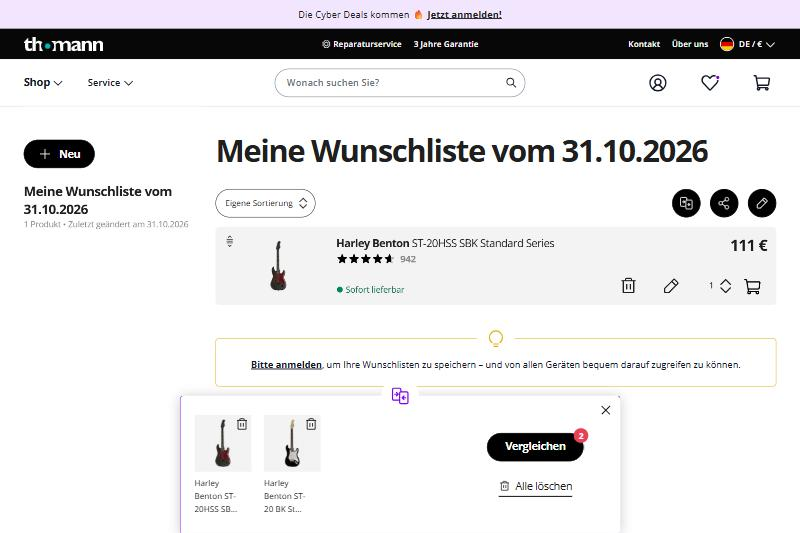 Die Cyber Deals kommen 🔥 Jetzt anmelden!
thomann
Reparaturservice 3 Jahre Garantie
Kontakt Über uns DE / €
Shop Service
Wonach suchen Sie?
Neu
Meine Wunschliste vom
31.10.2026
1 Produkt • Zuletzt geändert am 31.10.2026
Meine Wunschliste vom 31.10.2026
Eigene Sortierung
Harley Benton ST-20HSS SBK Standard Series
942
111 €
Sofort lieferbar
1
Bitte anmelden, um Ihre Wunschlisten zu speichern – und von allen Geräten bequem darauf zugreifen zu können.
Harley
Benton ST-
20HSS SB...
Harley
Benton ST-
20 BK St...
Vergleichen
2
Alle löschen